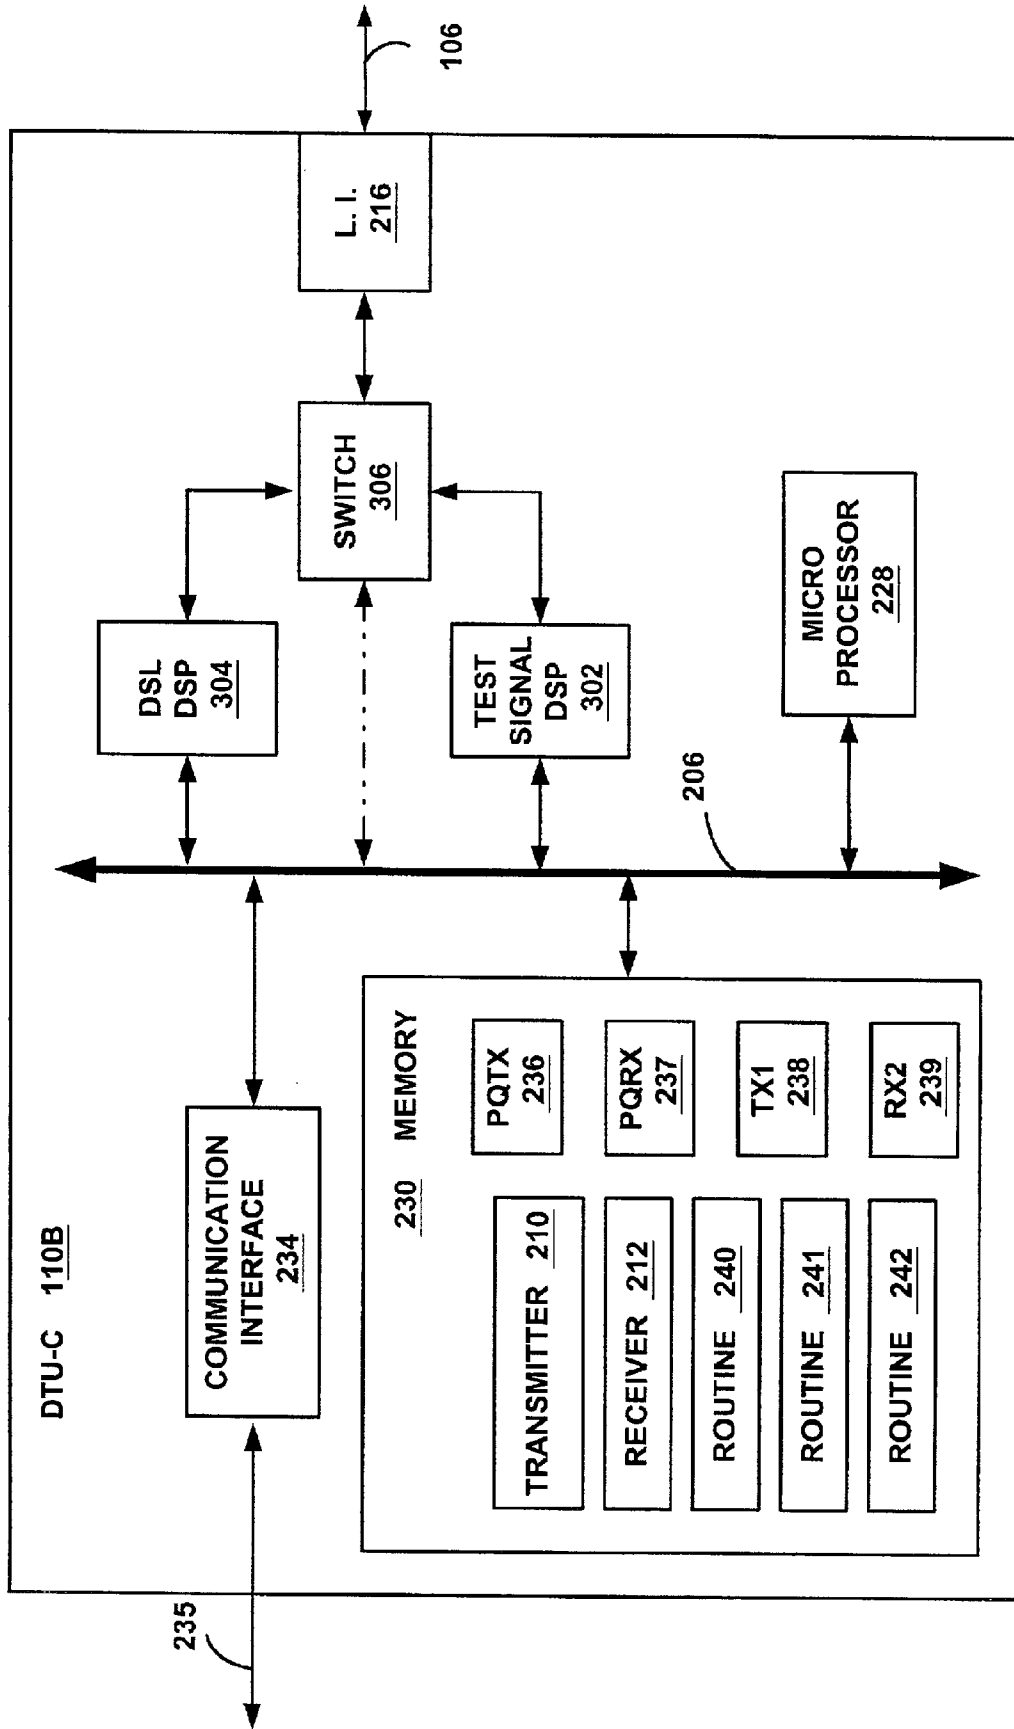 DTU-C 110B
235
COMMUNICATION
INTERFACE
234
230 MEMORY
TRANSMITTER 210
RECEIVER 212
ROUTINE 240
ROUTINE 241
ROUTINE 242
PQTX
236
PQRX
237
TX1
238
RX2
239
206
DSL
DSP
304
TEST
SIGNAL
DSP
302
SWITCH
306
MICRO
PROCESSOR
228
L. I.
216
106